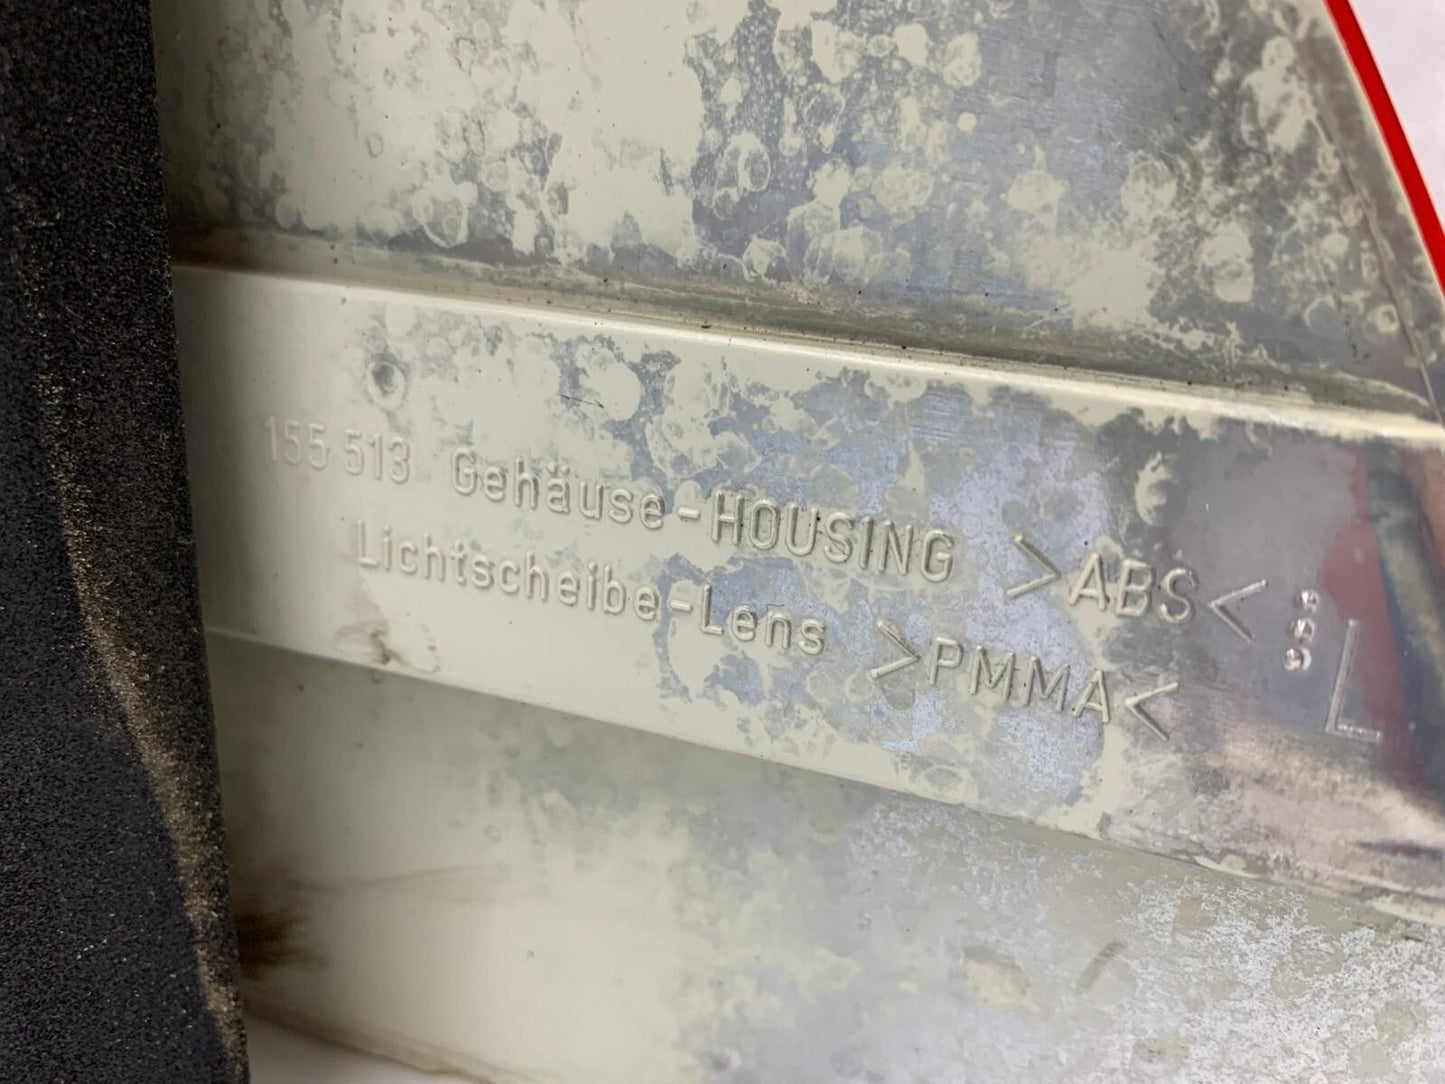 155 513 Gehäuse-HOUSING >ABS< L
Lichtscheibe-Lens >PMMA<